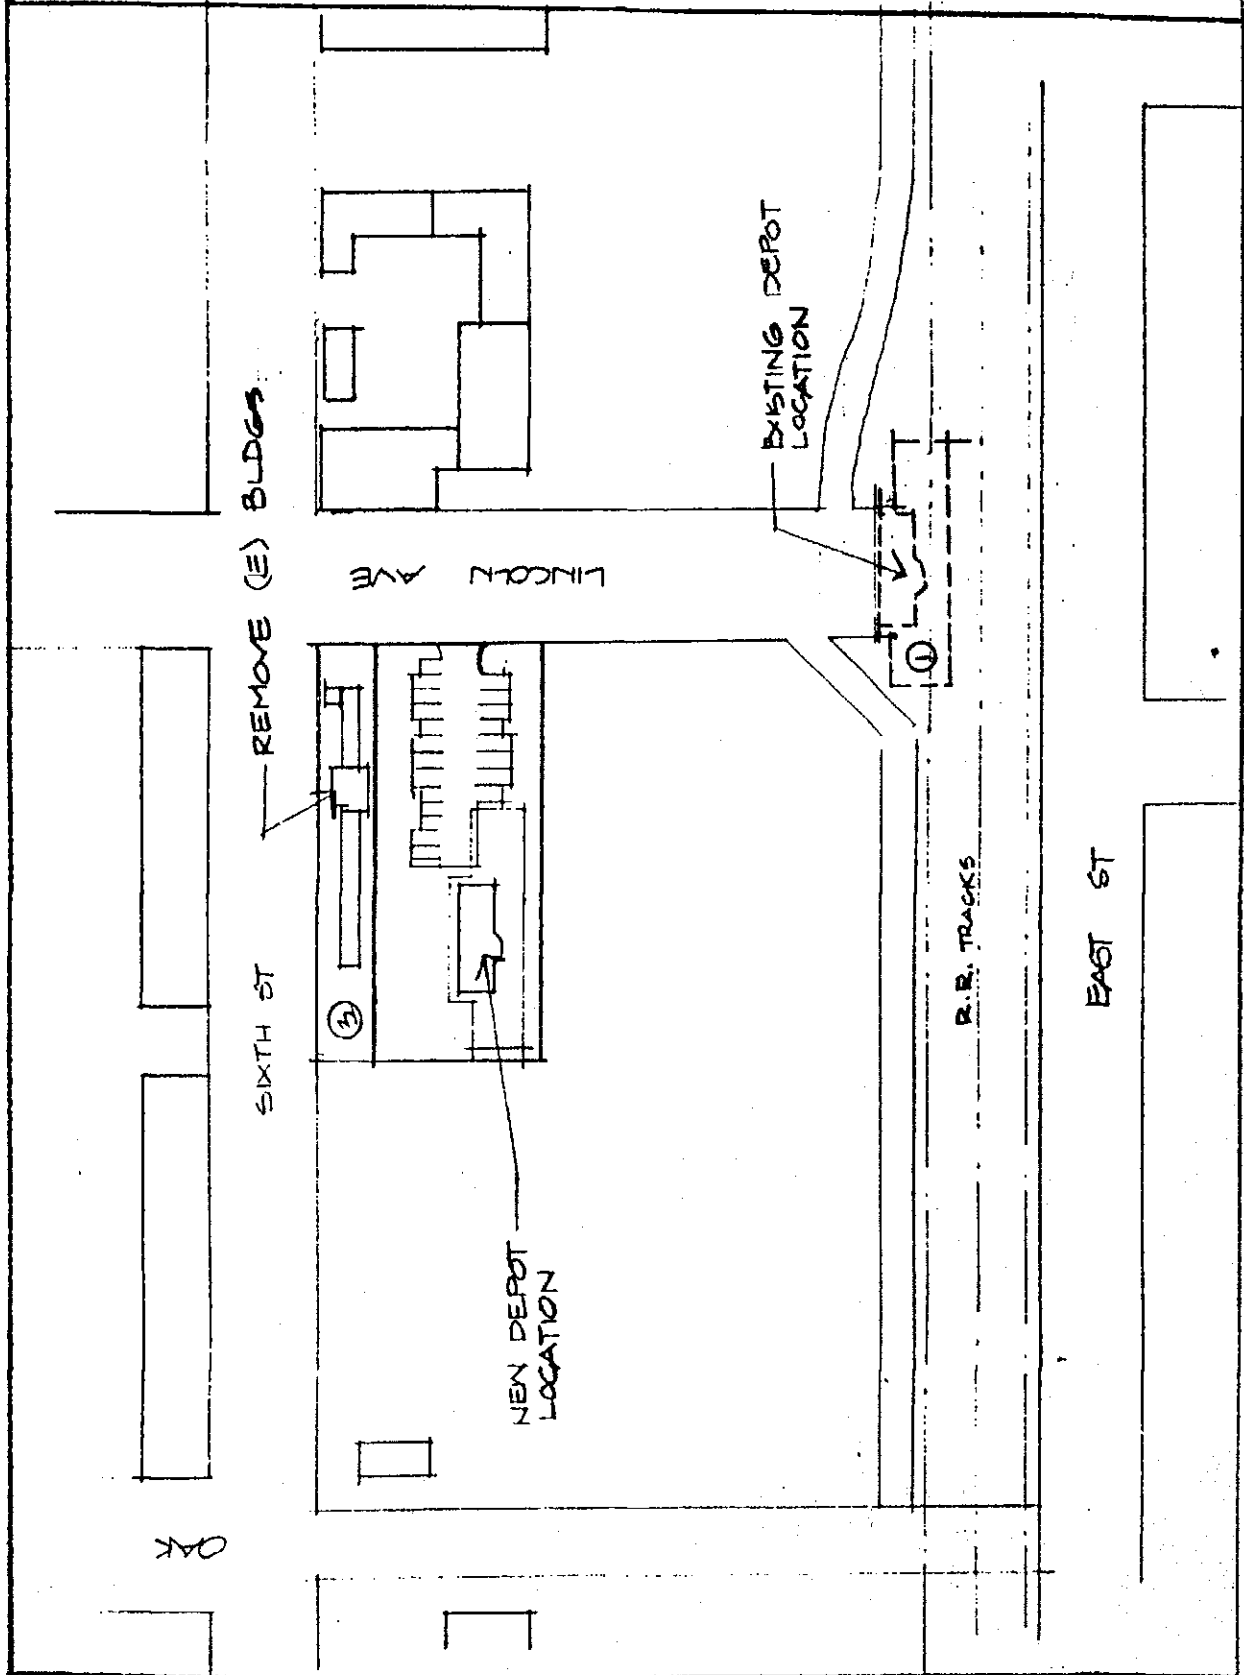 REMOVE (E) BLDGS
SIXTH ST
OAK
LINCOLN AVE
EXISTING DEPOT
LOCATION
NEW DEPOT
LOCATION
R.R. TRACKS
EAST ST
1
3